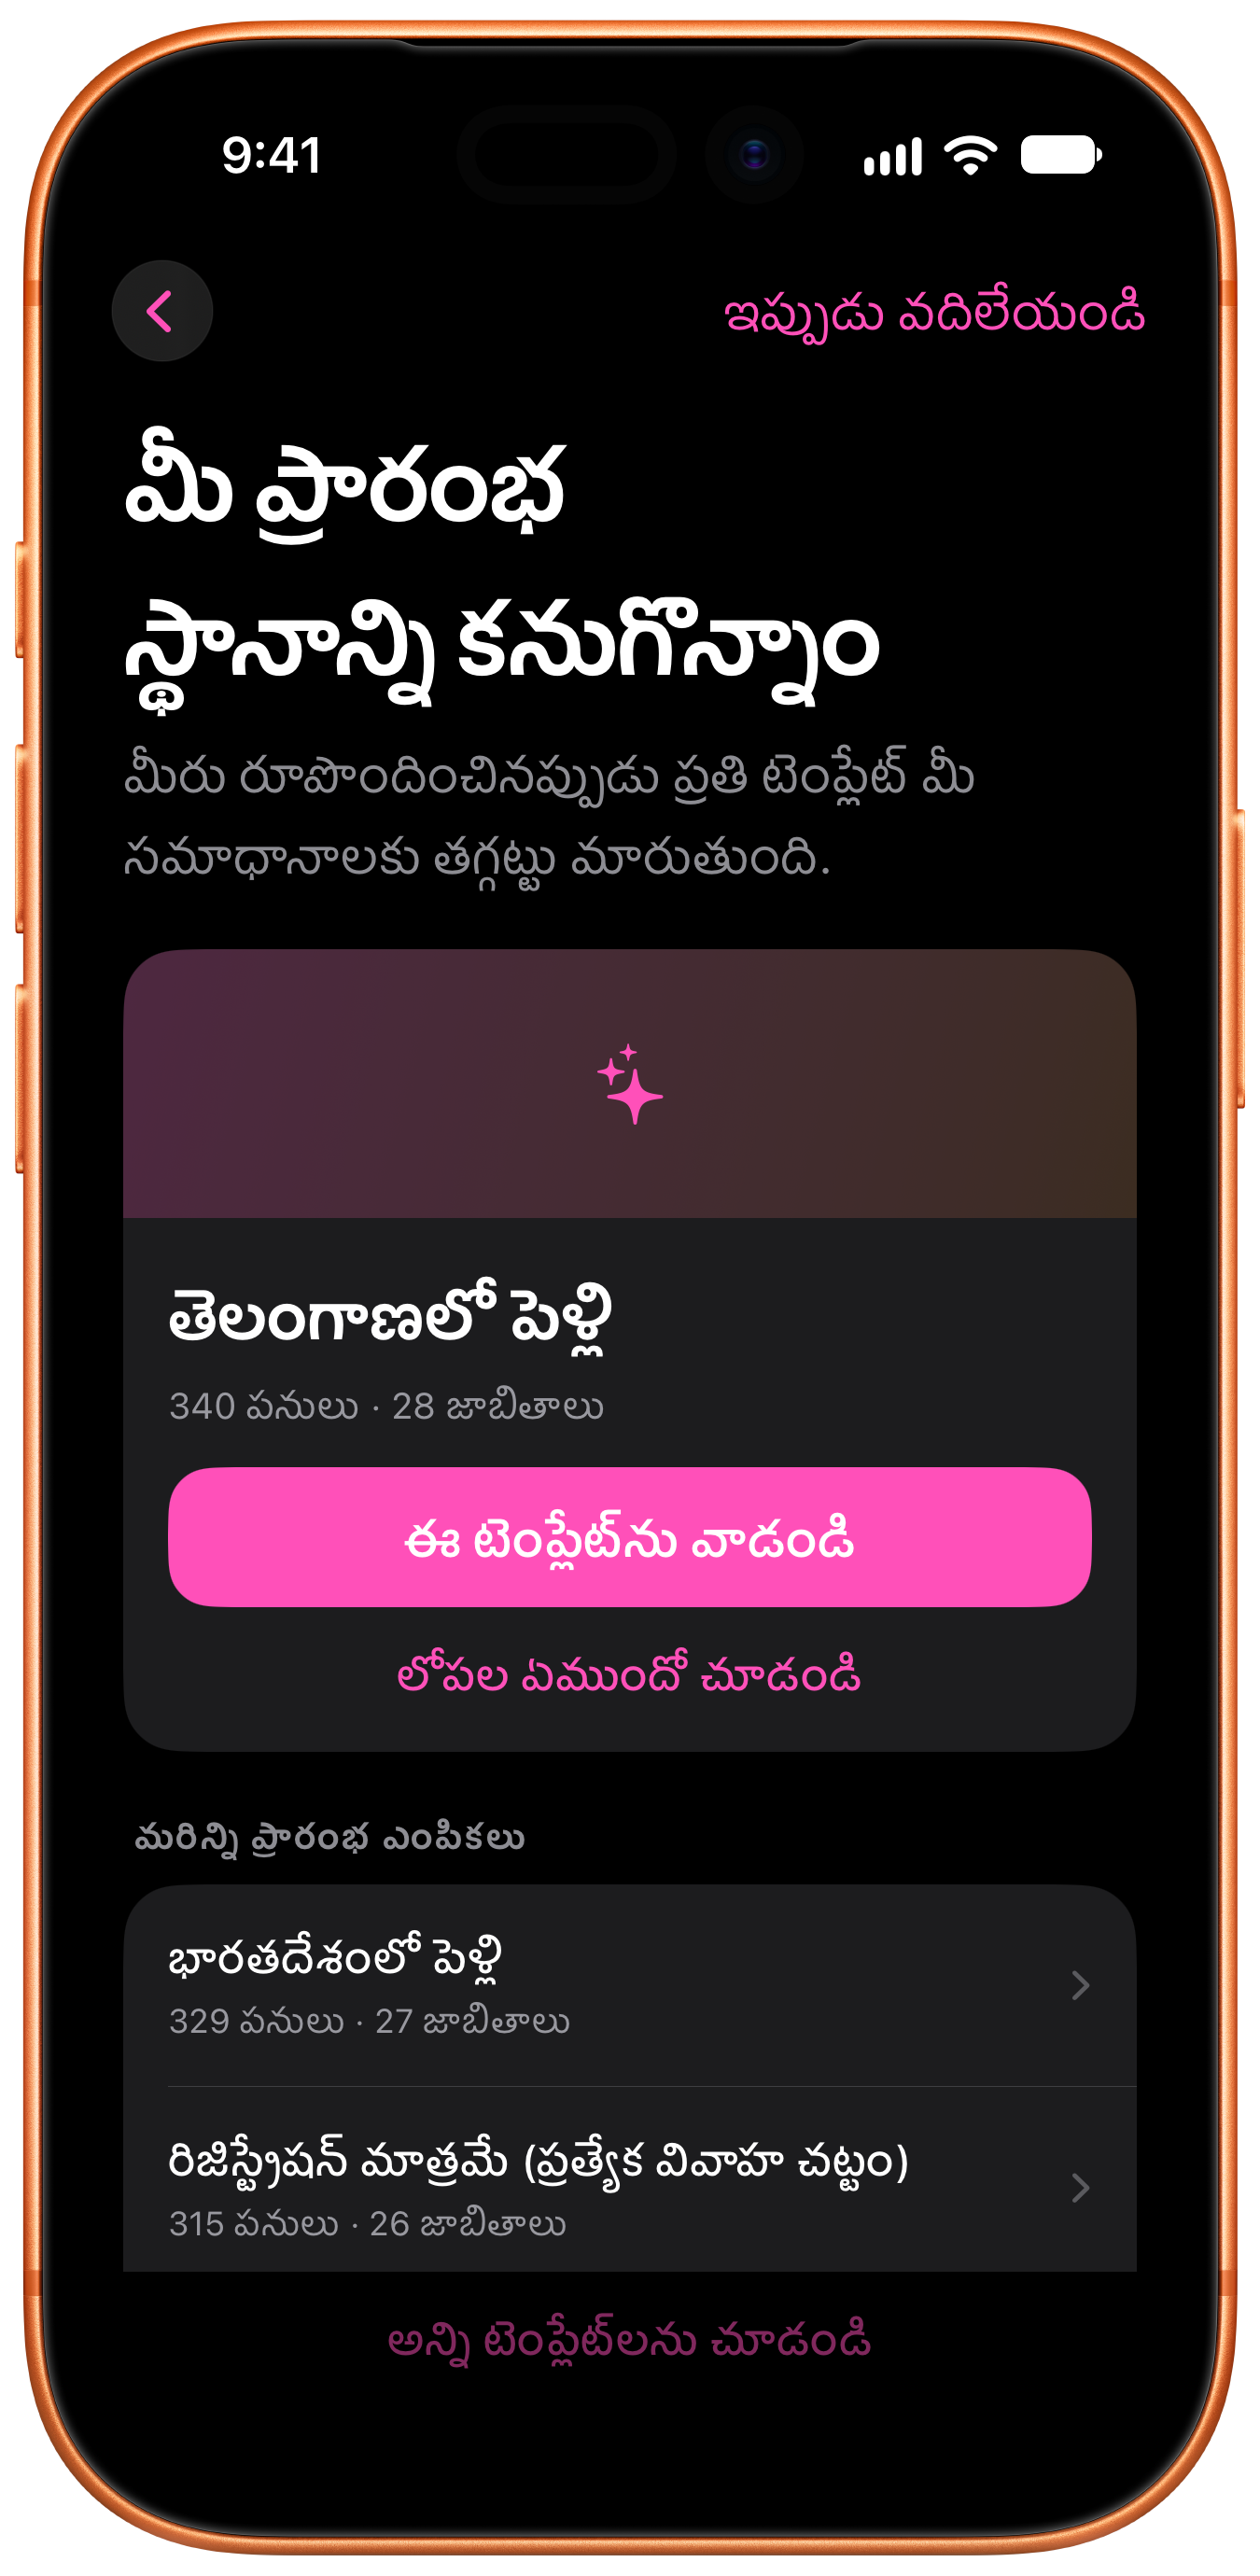 9:41
ఇప్పుడు వదిలేయండి
మీ ప్రారంభ
స్థానాన్ని కనుగొన్నాం
మీరు రూపొందించినప్పుడు ప్రతి టెంప్లేట్ మీ
సమాధానాలకు తగ్గట్టు మారుతుంది.
తెలంగాణలో పెళ్లి
340 పనులు · 28 జాబితాలు
ఈ టెంప్లేట్‌ను వాడండి
లోపల ఏముందో చూడండి
మరిన్ని ప్రారంభ ఎంపికలు
భారతదేశంలో పెళ్లి
329 పనులు · 27 జాబితాలు
రిజిస్ట్రేషన్ మాత్రమే (ప్రత్యేక వివాహ చట్టం)
315 పనులు · 26 జాబితాలు
అన్ని టెంప్లేట్‌లను చూడండి